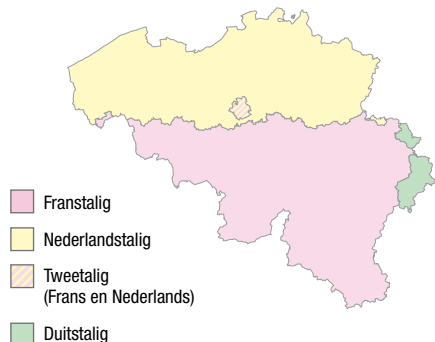 Franstalig
Nederlandstalig
Tweetalig
(Frans en Nederlands)
Duitstalig